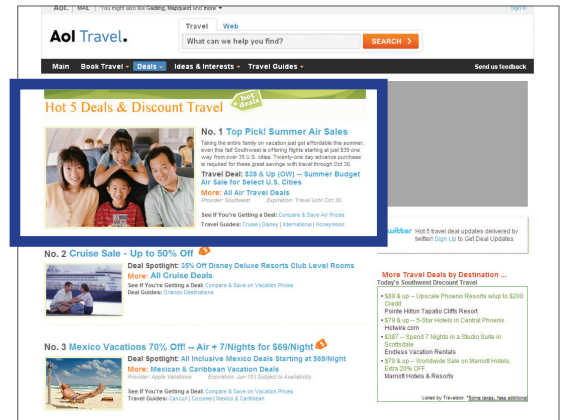 Aol. | MAIL | You might also like Gedling, Mapquest and more
Sign In
Travel Web
Aol Travel.
What can we help you find?
SEARCH >
Main Book Travel Deals Ideas & Interests Travel Guides Send us feedback
hot deals
Hot 5 Deals & Discount Travel
No. 1 Top Pick! Summer Air Sales
Taking the entire family on vacation just got affordable this summer,
even this fall Southwest is offering flights starting at just $39 one
way from over 35 U.S. cities. Twenty-one day advance purchase
is required for these great savings with travel through Oct 30.
Travel Deal: $39 & Up (OW) -- Summer Budget
Air Sale for Select U.S. Cities
More: All Air Travel Deals
Provider: Southwest Expiration: Travel Until Oct 30
See If You're Getting a Deal: Compare & Save Air Prices
Travel Guides: Cruise | Disney | International | Honeymoon
twitter Hot 5 travel deal updates delivered by
twitter! Sign Up to Get Deal Updates
No. 2 Cruise Sale - Up to 50% Off
Deal Spotlight: 35% Off Disney Deluxe Resorts Club Level Rooms
More: All Cruise Deals
See If You're Getting a Deal: Compare & Save on Vacation Prices
Deal Guides: Orlando Destinations
More Travel Deals by Destination ...
Today's Southwest Discount Travel
• $89 & up -- Upscale Phoenix Resorts w/up to $200
Credit
Pointe Hilton Tapatio Cliffs Resort
• $79 & up -- 5-Star Hotels in Central Phoenix
Hotwire.com
• $387 -- Spend 7 Nights in a Studio Suite in
Scottsdale
Endless Vacation Rentals
• $79 & up -- Worldwide Sale on Marriott Hotels,
Extra 20% OFF
Marriott Hotels & Resorts
Listed by Travelzoo. *Some taxes, fees additional
No. 3 Mexico Vacations 70% Off! -- Air + 7/Nights for $69/Night
Deal Spotlight: All Inclusive Mexico Deals Starting at $69/Night
More: Mexican & Caribbean Vacation Deals
Provider: Apple Vacations Expiration: Jun 15 | Subject to Availability
See If You're Getting a Deal: Compare & Save on Vacation Prices
Travel Guides: Cancun | Cozumel | Mexico & Caribbean